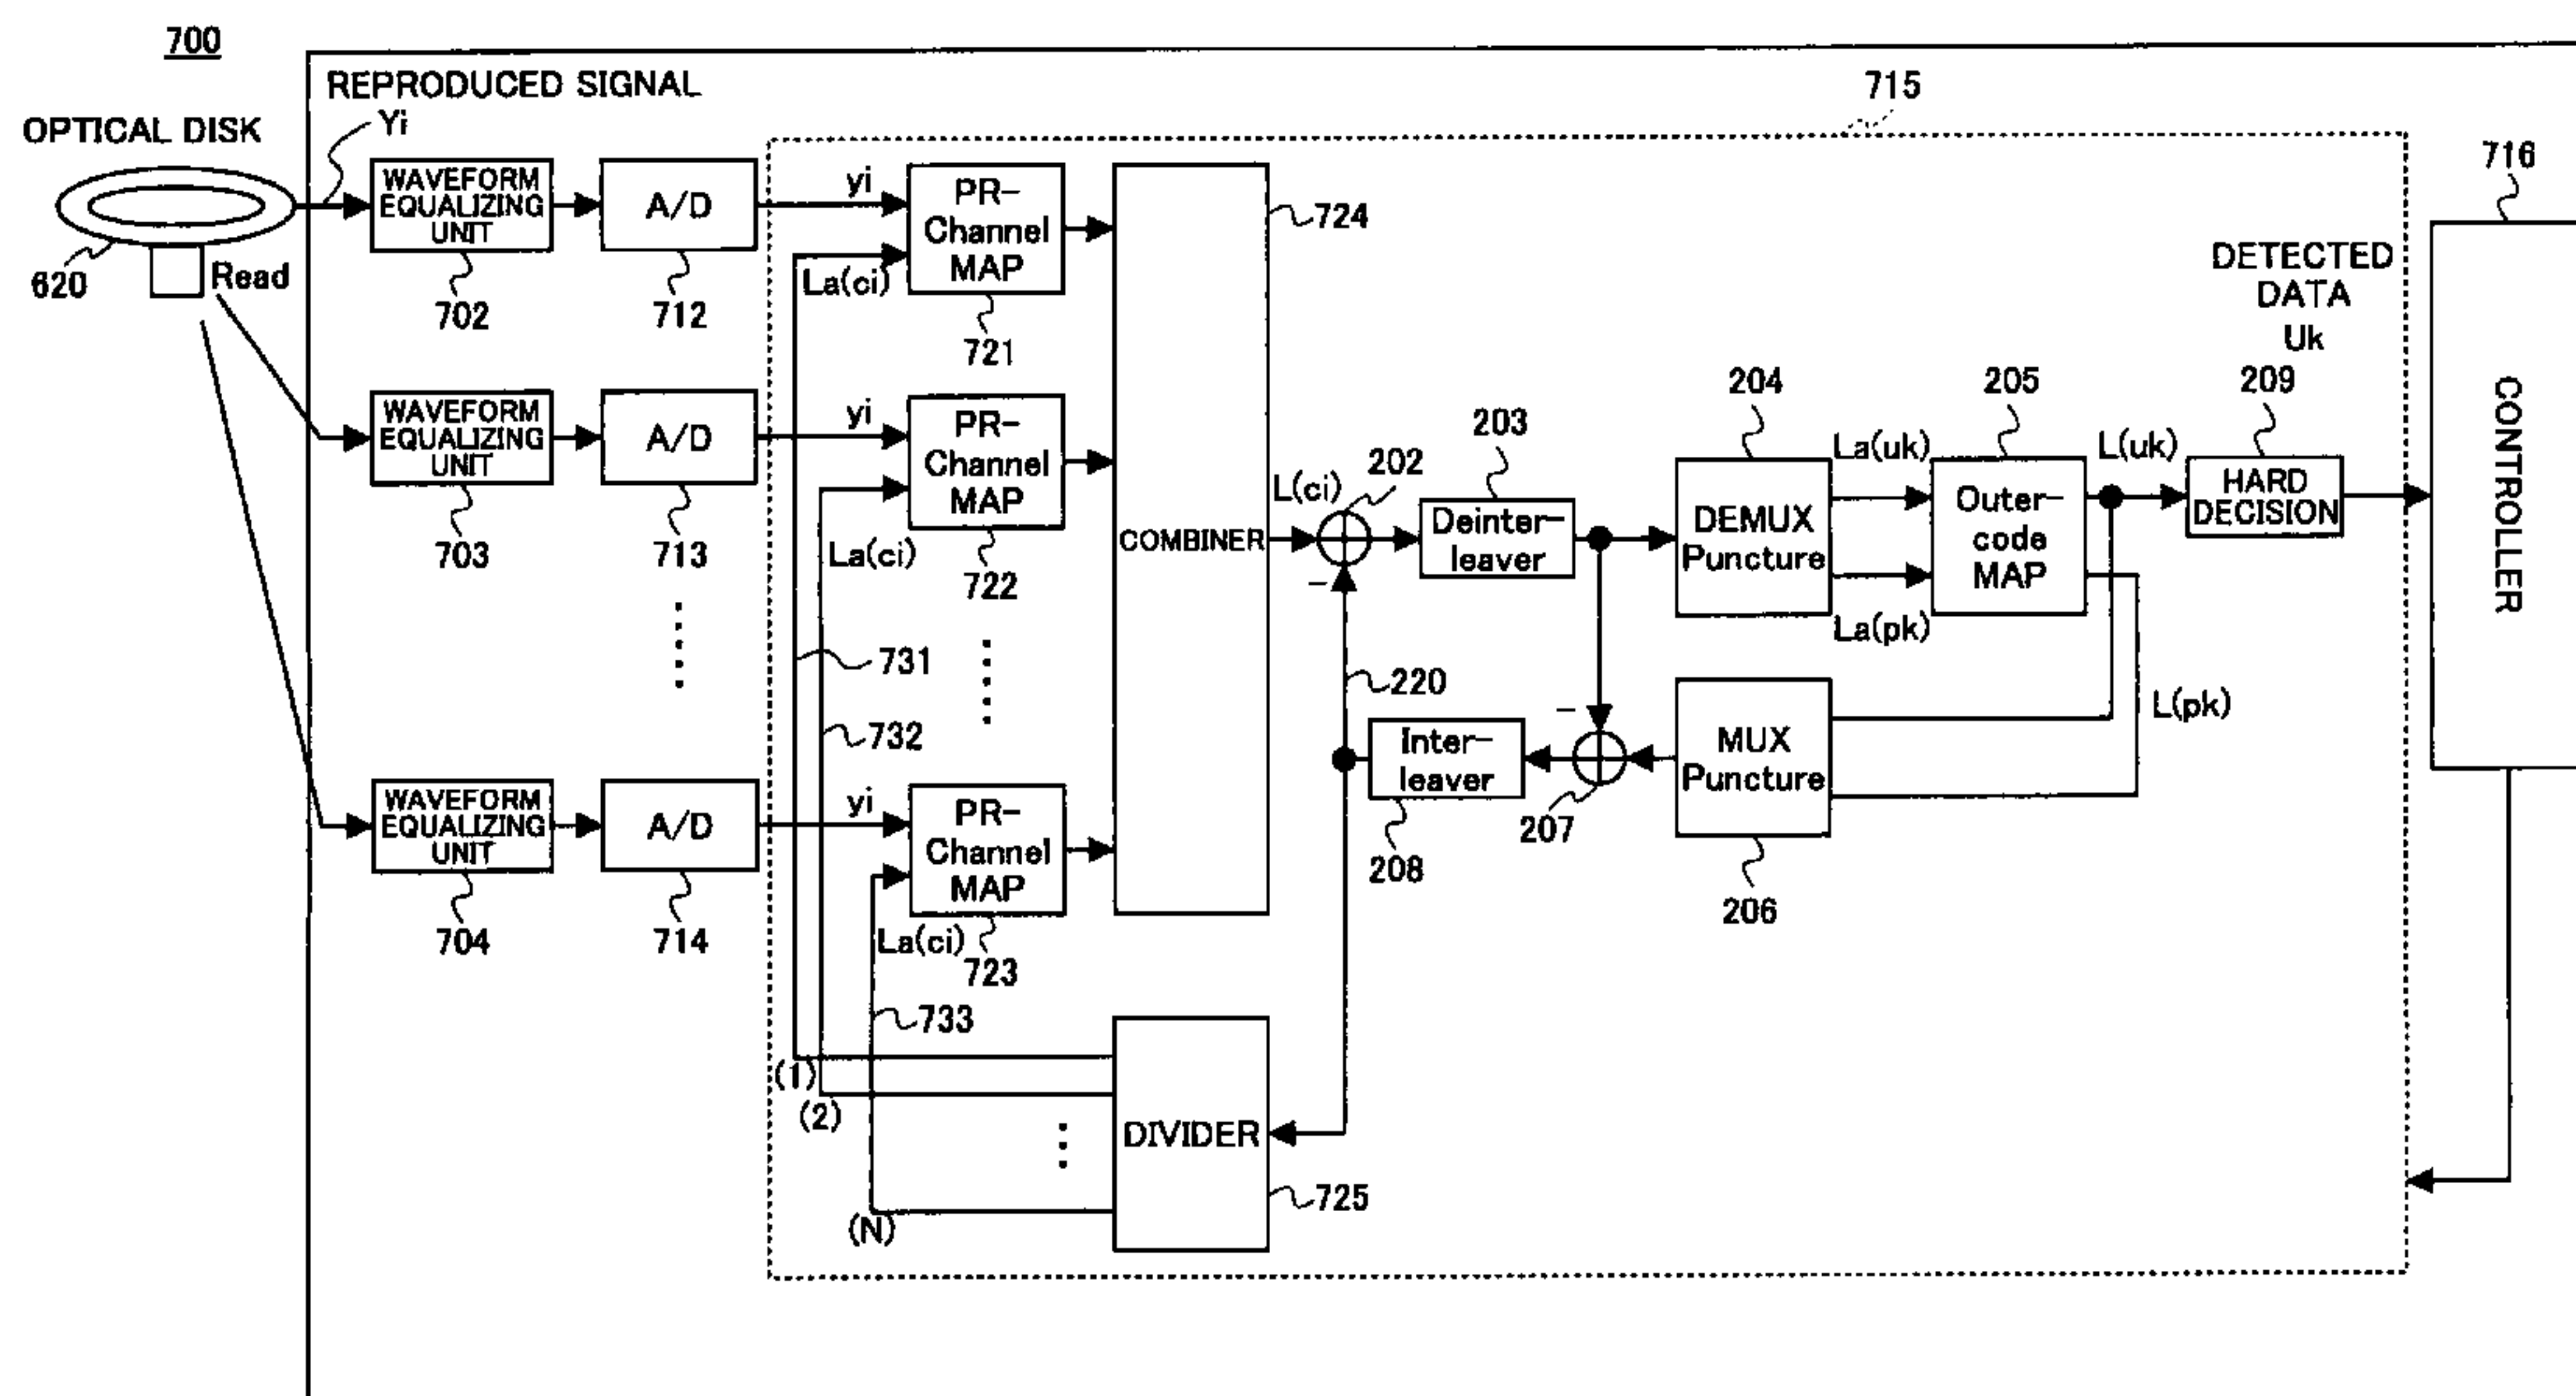 700
REPRODUCED SIGNAL
OPTICAL DISK
Yi
620
Read
WAVEFORM
EQUALIZING
UNIT
702
A/D
712
yi
La(ci)
PR-
Channel
MAP
721
724
715
716
WAVEFORM
EQUALIZING
UNIT
703
A/D
713
yi
La(ci)
PR-
Channel
MAP
722
COMBINER
731
732
WAVEFORM
EQUALIZING
UNIT
704
A/D
714
yi
La(ci)
PR-
Channel
MAP
723
733
(1)
(2)
(N)
DIVIDER
725
L(ci)
202
-
203
Deinter-
leaver
204
DEMUX
Puncture
La(uk)
La(pk)
205
Outer-
code
MAP
L(uk)
L(pk)
DETECTED
DATA
Uk
209
HARD
DECISION
CONTROLLER
220
Inter-
leaver
208
-
207
MUX
Puncture
206